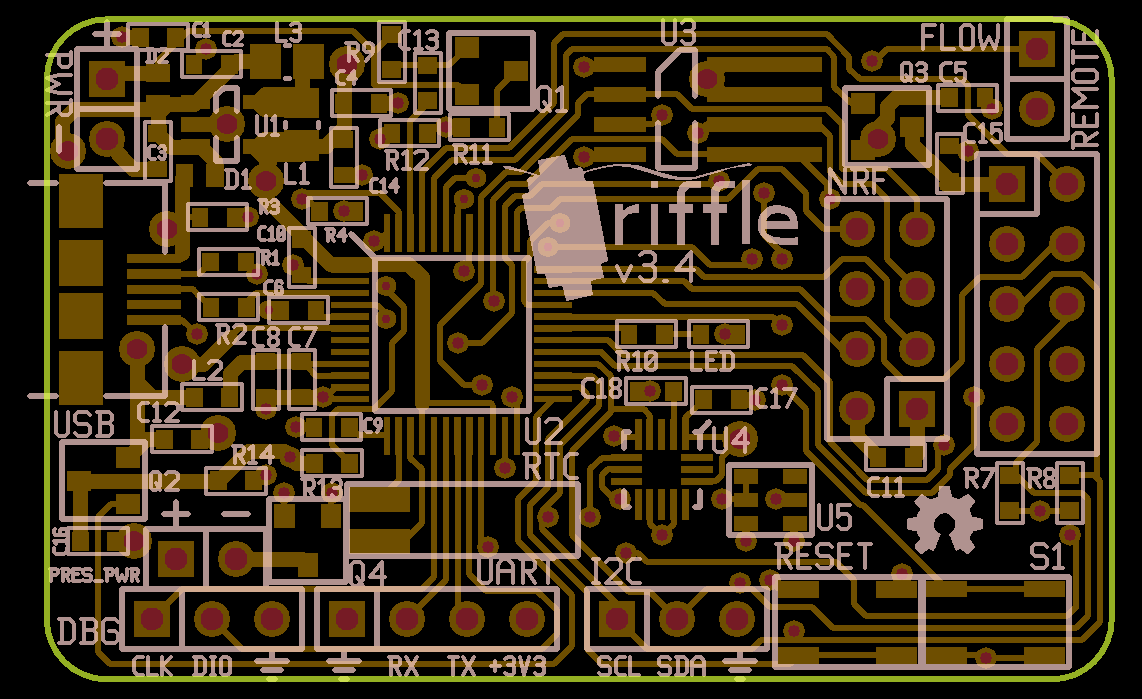 + C1 L3 R9 C13 U3 FLOW REMOTE
PWR D2 C2 C4 Q1 Q3 C5
- C3 U1 R12 R11 C15
D1 L1 C14 NRF
R3 R4 riffle
C10 R1 v3.4
C6
R2 C8 C7 R10 LED
L2 C18 C17
USB C12 C9 U2 U4
R14 RTC R7 R8
Q2 R13 C11
+ - U5
C16
PRES_PWR Q4 UART I2C RESET S1
DBG
CLK DIO RX TX +3V3 SCL SDA